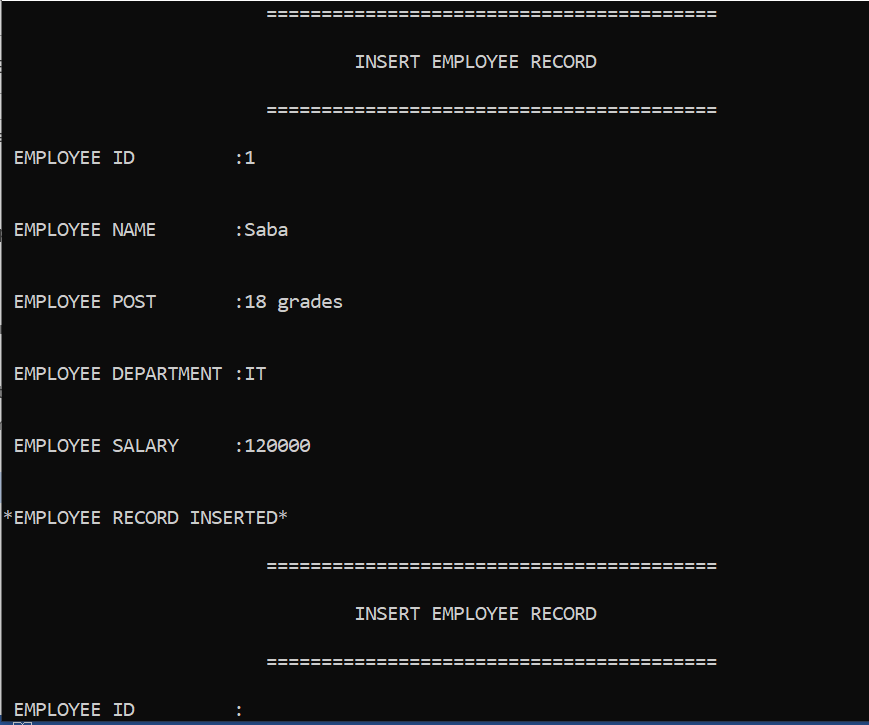 =========================================
INSERT EMPLOYEE RECORD
=========================================
EMPLOYEE ID :1
EMPLOYEE NAME :Saba
EMPLOYEE POST :18 grades
EMPLOYEE DEPARTMENT :IT
EMPLOYEE SALARY :120000
*EMPLOYEE RECORD INSERTED*
=========================================
INSERT EMPLOYEE RECORD
=========================================
EMPLOYEE ID :